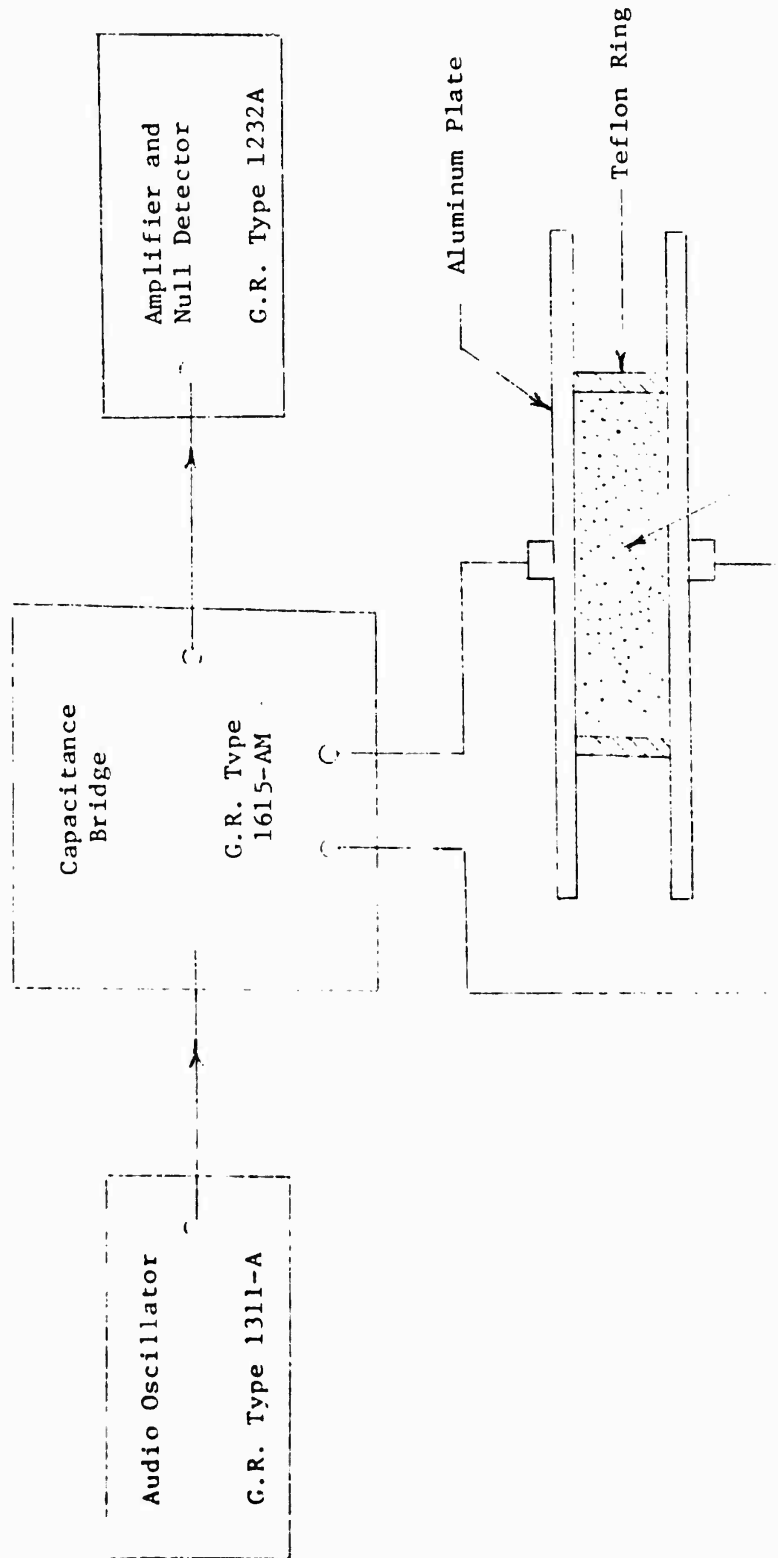 Audio Oscillator
G.R. Type 1311-A
Capacitance
Bridge
G.R. Type
1615-AM
Amplifier and
Null Detector
G.R. Type 1232A
Aluminum Plate
Teflon Ring